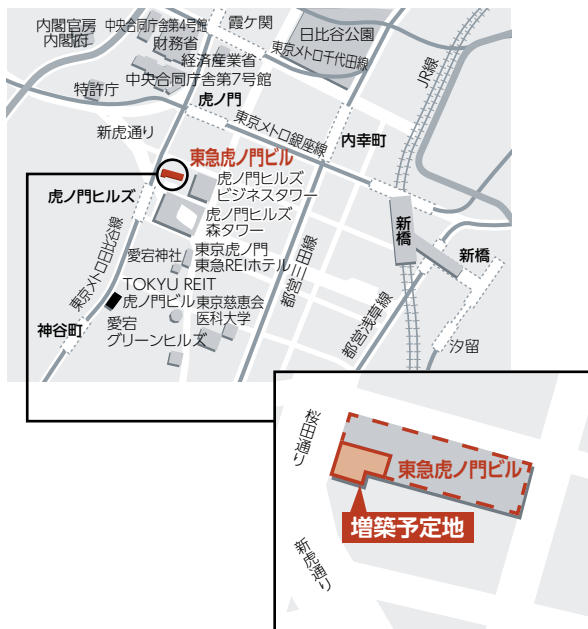 内閣官房
内閣府
中央合同庁舎第4号館
財務省
経済産業省
中央合同庁舎第7号館
特許庁
霞ケ関
日比谷公園
東京メトロ千代田線
JR線
虎ノ門
新虎通り
東京メトロ銀座線
内幸町
東急虎ノ門ビル
虎ノ門ヒルズ
ビジネスタワー
虎ノ門ヒルズ
虎ノ門ヒルズ
森タワー
新橋
新橋
愛宕神社
東京虎ノ門
東急REIホテル
都営三田線
東京メトロ日比谷線
TOKYU REIT
虎ノ門ビル
東京慈恵会
医科大学
都営浅草線
神谷町
愛宕
グリーンヒルズ
汐留
桜田通り
東急虎ノ門ビル
増築予定地
新虎通り